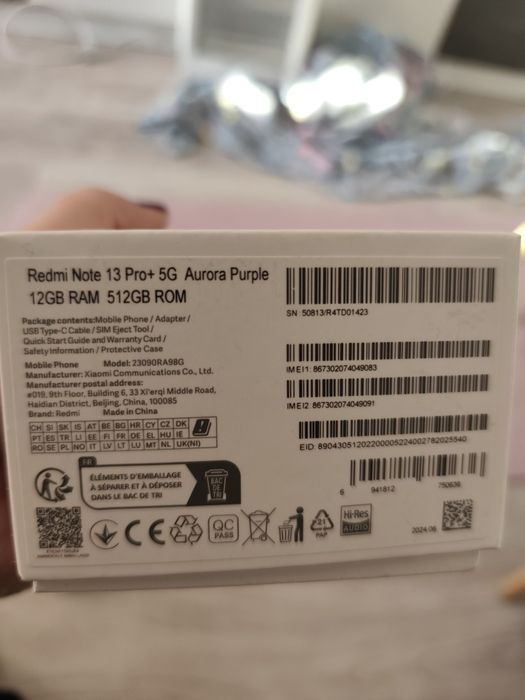 Redmi Note 13 Pro+ 5G Aurora Purple
12GB RAM 512GB ROM
Package contents:Mobile Phone / Adapter /
USB Type-C Cable / SIM Eject Tool /
Quick Start Guide and Warranty Card /
Safety Information / Protective Case
Mobile Phone Model: 23090RA98G
Manufacturer: Xiaomi Communications Co., Ltd.
Manufacturer postal address:
#019, 9th Floor, Building 6, 33 Xi'erqi Middle Road,
Haidian District, Beijing, China, 100085
Brand: Redmi Made in China
CH SI SK IS AT BE BG HR CY CZ DK
PT ES TR LI EE FI FR DE EL HU IE
RO SE PL NO IT LV LT LU MT NL UK(NI)
SN 50813/R4TD01423
IMEI1: 867302074049083
IMEI2: 867302074049091
EID: 89043051202200005224002782025540
6 941812 750636
FR
ÉLÉMENTS D'EMBALLAGE
À SÉPARER ET À DÉPOSER
DANS LE BAC DE TRI
BAC
DE
TRI
CE
QC
PASS
21
PAP
Hi-Res
AUDIO
2024.06